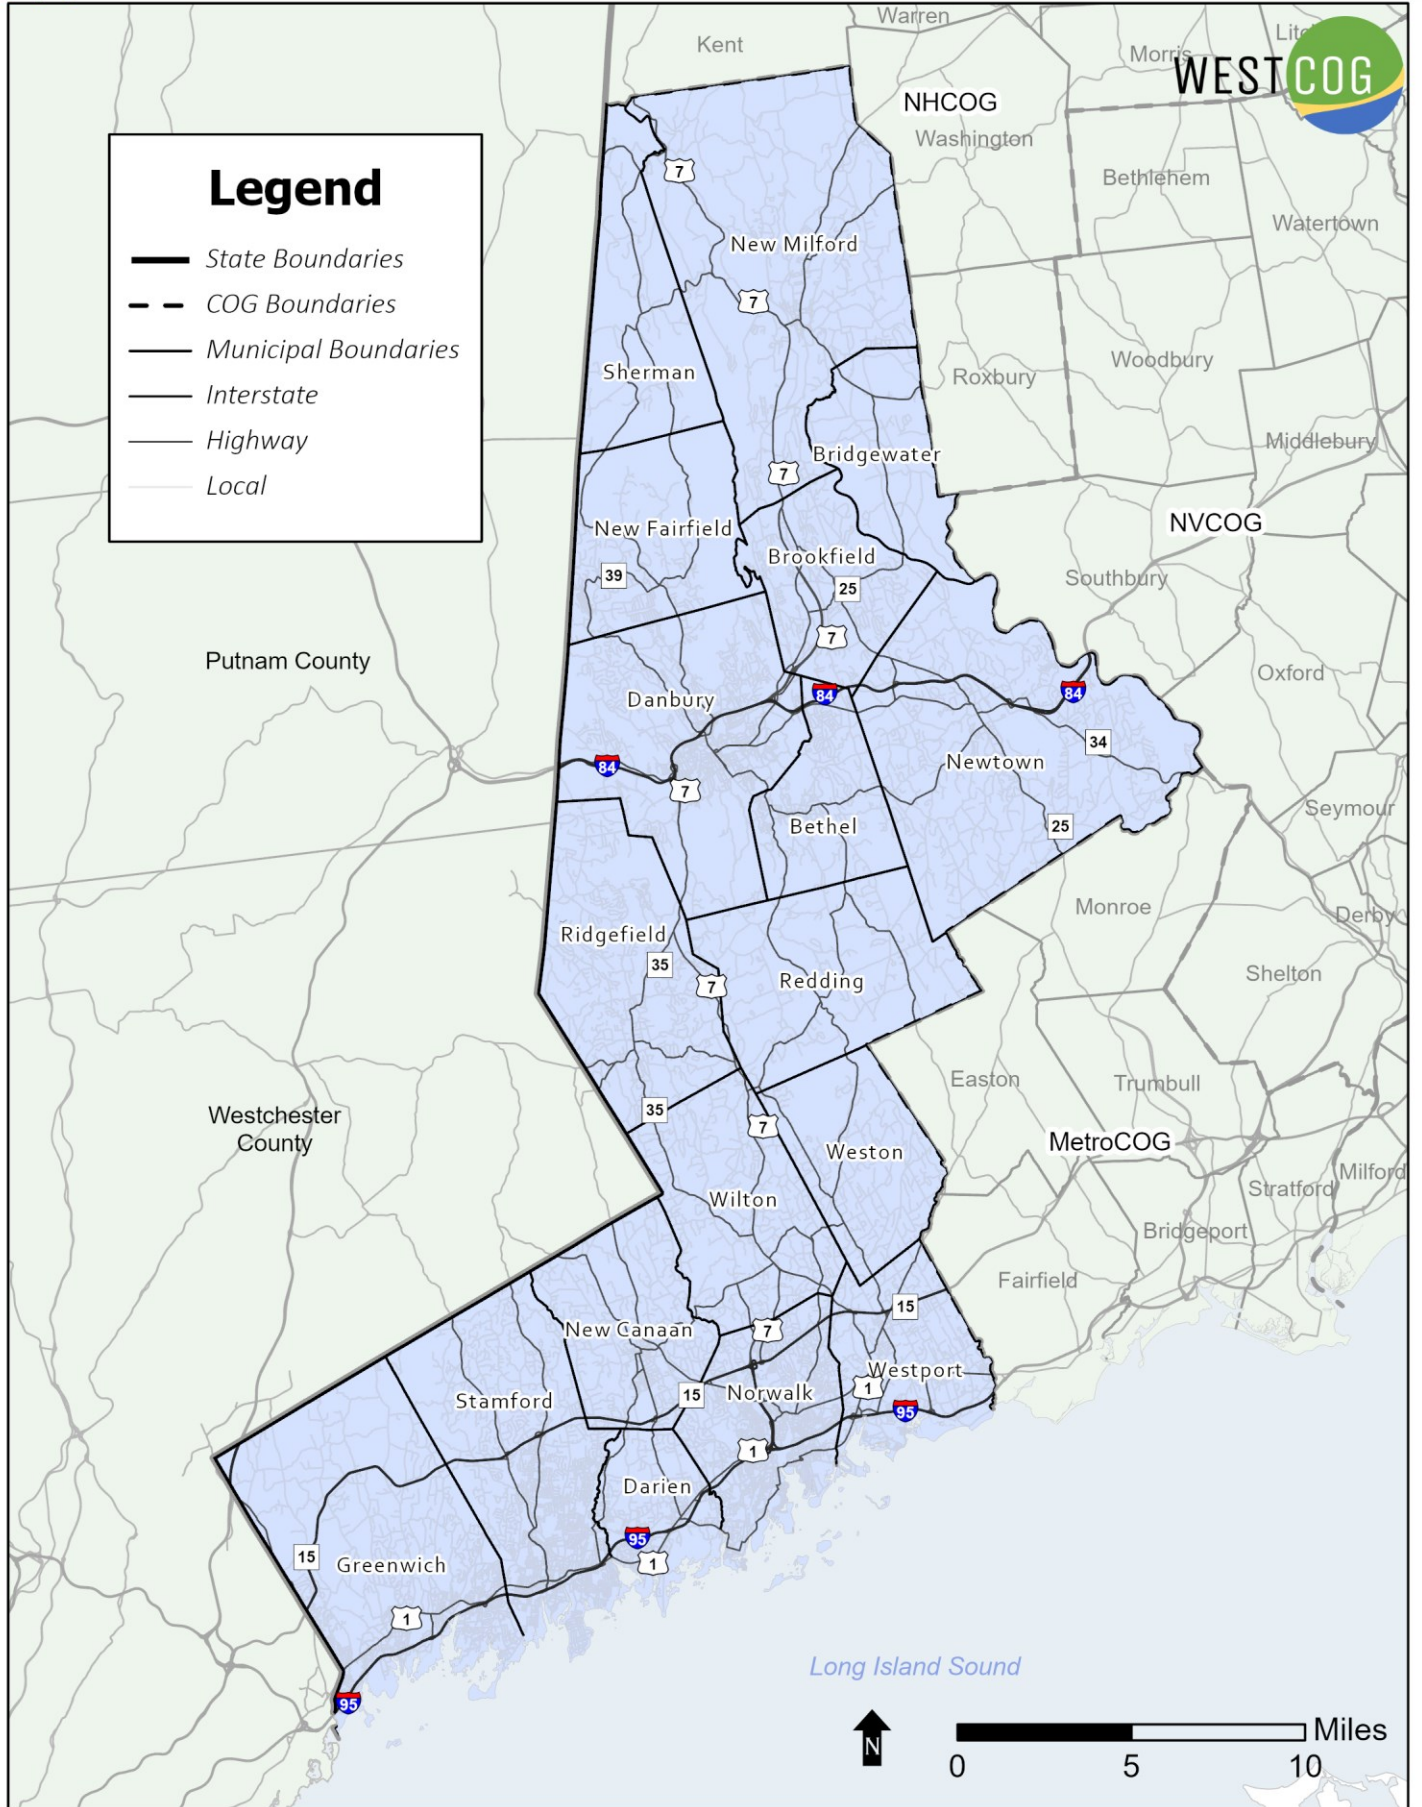 Warren
Kent
Litc
Morris
WESTCOG
NHCOG
Washington
Legend
State Boundaries
COG Boundaries
Municipal Boundaries
Interstate
Highway
Local
7
Bethlehem
Watertown
New Milford
7
Sherman
Woodbury
Roxbury
Middlebury
Bridgewater
7
NVCOG
New Fairfield
Brookfield
39
25
Southbury
7
Putnam County
Oxford
Danbury
84
84
34
Newtown
84
7
Seymour
Bethel
25
Monroe
Derby
Ridgefield
35
Redding
Shelton
7
Easton
Trumbull
35
Westchester
County
7
MetroCOG
Weston
Milford
Wilton
Stratford
Bridgeport
Fairfield
15
New Canaan
7
Westport
1
Norwalk
15
Stamford
95
1
Darien
95
1
15
Greenwich
1
Long Island Sound
95
N
Miles
0
5
10